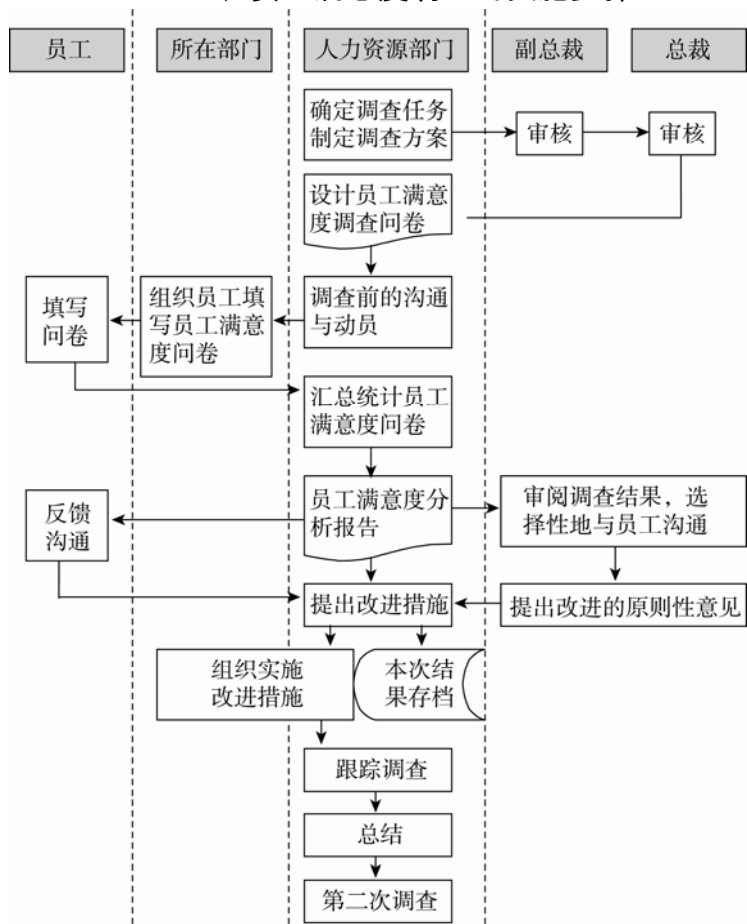 员工
所在部门
人力资源部门
副总裁
总裁
确定调查任务
制定调查方案
审核
审核
设计员工满意
度调查问卷
填写
问卷
组织员工填
写员工满意
度问卷
调查前的沟通
与动员
汇总统计员工
满意度问卷
反馈
沟通
员工满意度分
析报告
审阅调查结果，选
择性地与员工沟通
提出改进措施
提出改进的原则性意见
组织实施
改进措施
本次结
果存档
跟踪调查
总结
第二次调查